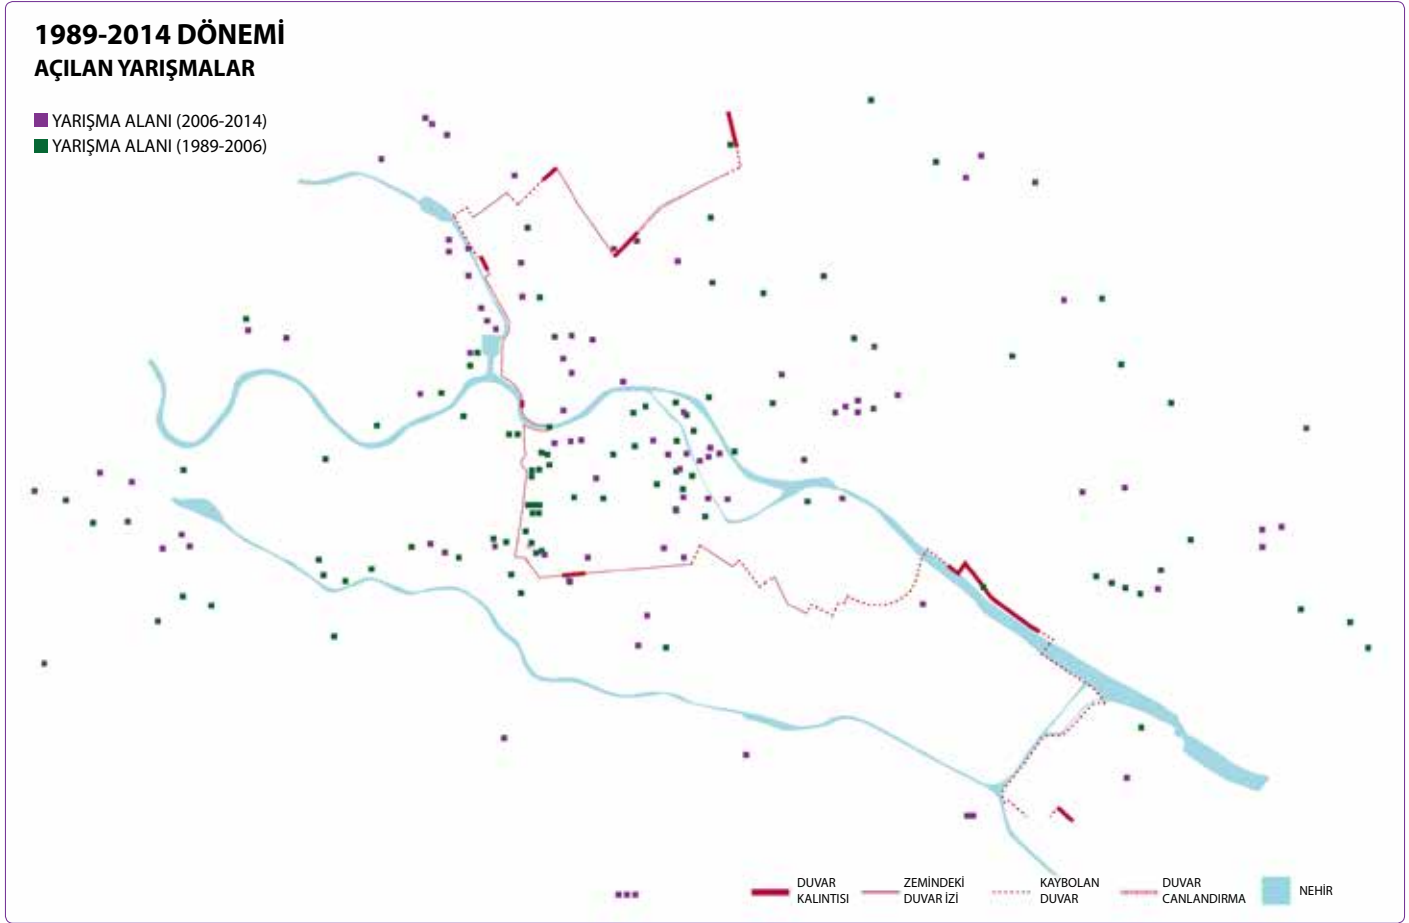 1989-2014 DÖNEMİ
AÇILAN YARIŞMALAR
YARIŞMA ALANI (2006-2014)
YARIŞMA ALANI (1989-2006)
DUVAR
KALINTISI
ZEMİNDEKİ
DUVAR İZİ
KAYBOLAN
DUVAR
DUVAR
CANLANDIRMA
NEHİR